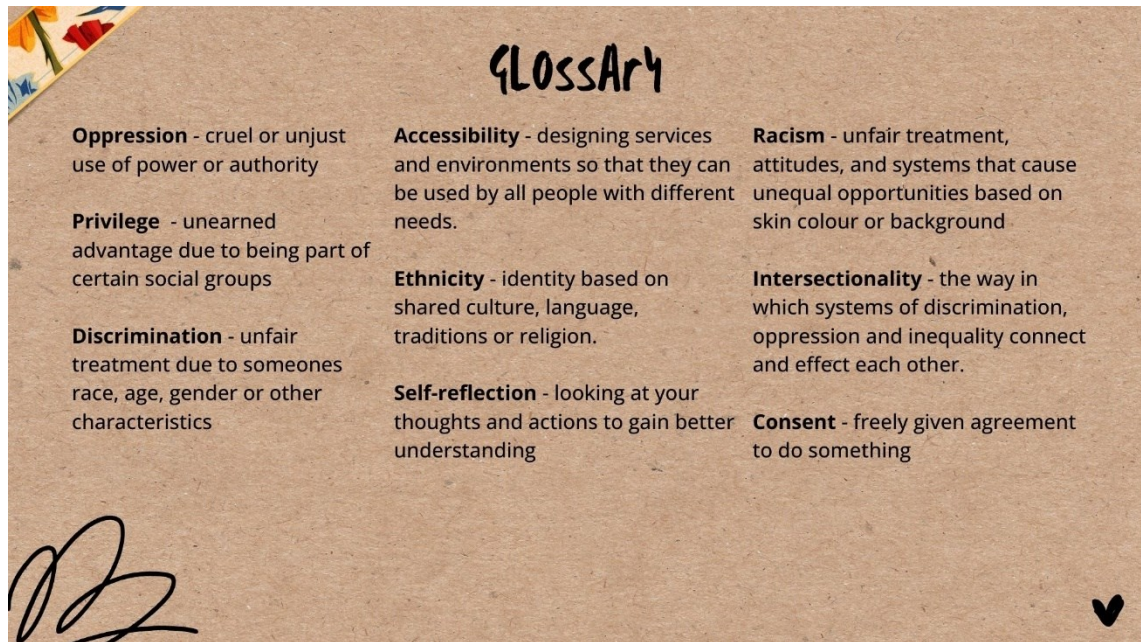 GLOssArY
Oppression - cruel or unjust
use of power or authority
Privilege - unearned
advantage due to being part of
certain social groups
Discrimination - unfair
treatment due to someones
race, age, gender or other
characteristics
Accessibility - designing services
and environments so that they can
be used by all people with different
needs.
Ethnicity - identity based on
shared culture, language,
traditions or religion.
Self-reflection - looking at your
thoughts and actions to gain better
understanding
Racism - unfair treatment,
attitudes, and systems that cause
unequal opportunities based on
skin colour or background
Intersectionality - the way in
which systems of discrimination,
oppression and inequality connect
and effect each other.
Consent - freely given agreement
to do something